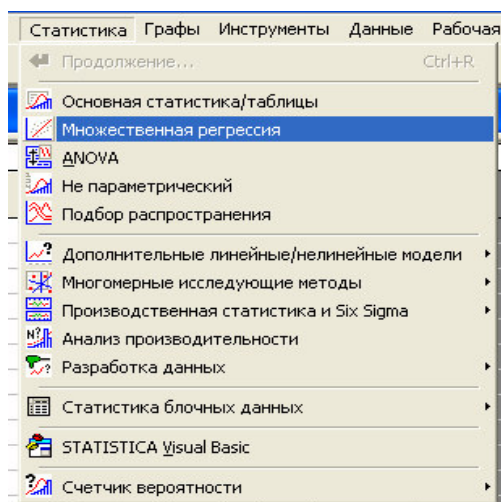 Статистика Графы Инструменты Данные Рабочая
Продолжение... Ctrl+R
Основная статистика/таблицы
Множественная регрессия
ANOVA
Не параметрический
Подбор распространения
Дополнительные линейные/нелинейные модели
Многомерные исследующие методы
Производственная статистика и Six Sigma
Анализ производительности
Разработка данных
Статистика блочных данных
STATISTICA Visual Basic
Счетчик вероятности